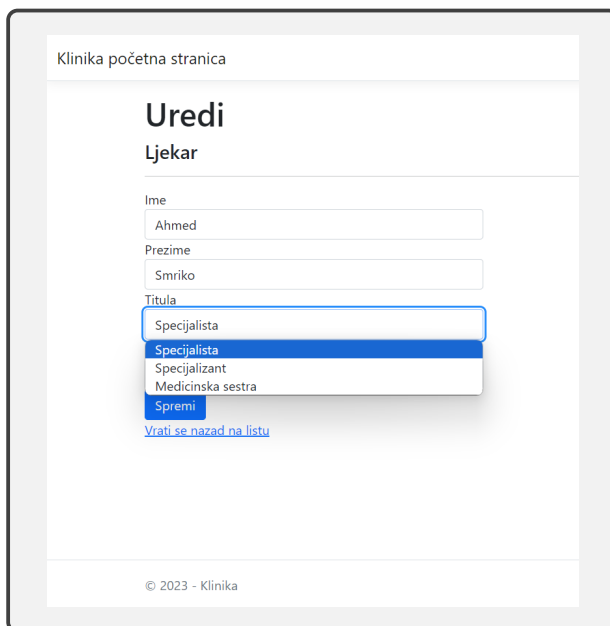 Klinika početna stranica
Uredi
Ljekar
Ime
Ahmed
Prezime
Smriko
Titula
Specijalista
Specijalista
Specijalizant
Medicinska sestra
Spremi
Vrati se nazad na listu
© 2023 - Klinika